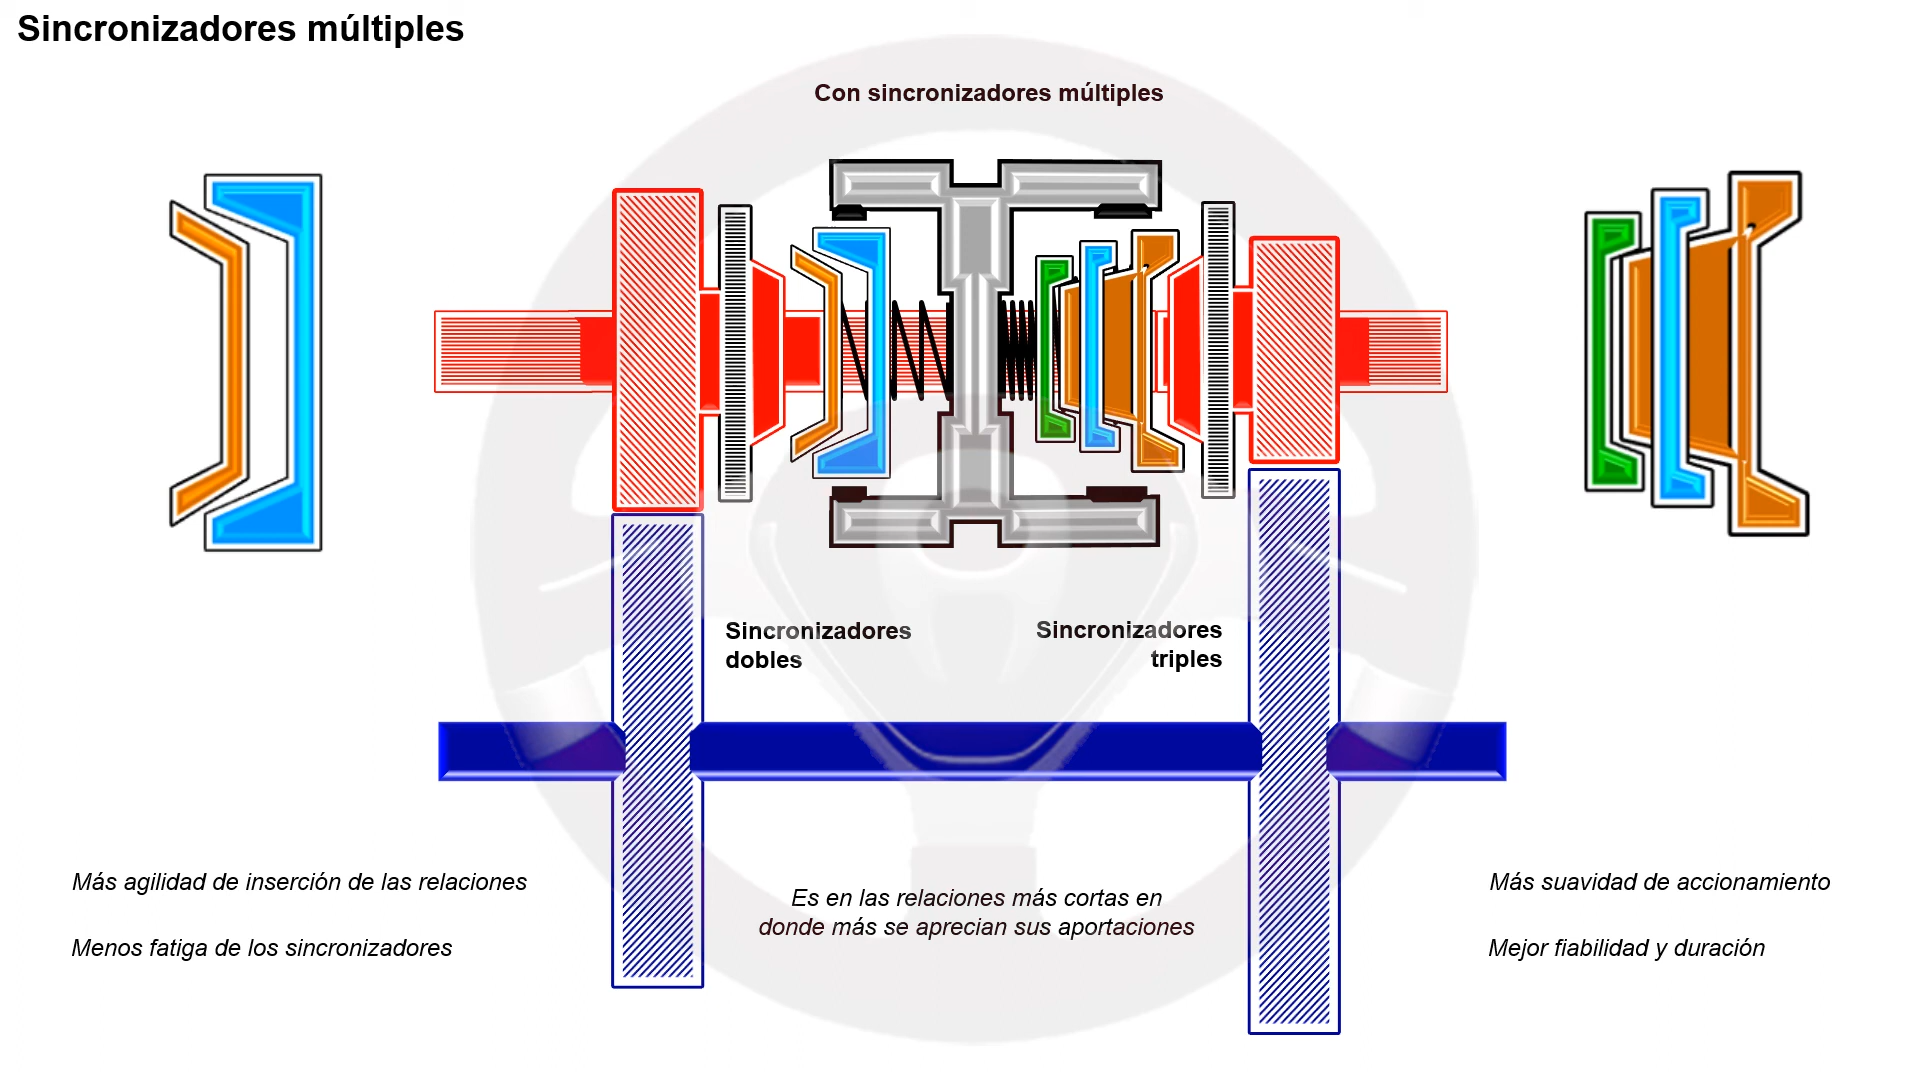 Sincronizadores múltiples
Con sincronizadores múltiples
Sincronizadores
dobles
Sincronizadores
triples
Más agilidad de inserción de las relaciones
Menos fatiga de los sincronizadores
Es en las relaciones más cortas en
donde más se aprecian sus aportaciones
Más suavidad de accionamiento
Mejor fiabilidad y duración